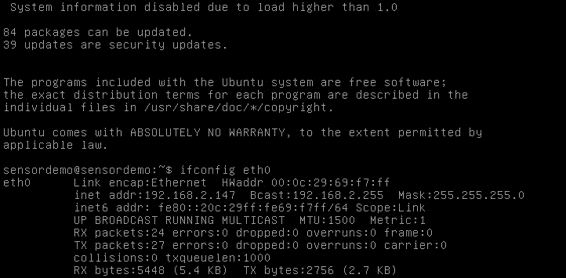 System information disabled due to load higher than 1.0
84 packages can be updated.
39 updates are security updates.
The programs included with the Ubuntu system are free software;
the exact distribution terms for each program are described in the
individual files in /usr/share/doc/*/copyright.
Ubuntu comes with ABSOLUTELY NO WARRANTY, to the extent permitted by
applicable law.
sensordemo@sensordemo:~$ ifconfig eth0
eth0 Link encap:Ethernet HWaddr 00:0c:29:69:f7:ff
inet addr:192.168.2.147 Bcast:192.168.2.255 Mask:255.255.255.0
inet6 addr: fe80::20c:29ff:fe69:f7ff/64 Scope:Link
UP BROADCAST RUNNING MULTICAST MTU:1500 Metric:1
RX packets:24 errors:0 dropped:0 overruns:0 frame:0
TX packets:27 errors:0 dropped:0 overruns:0 carrier:0
collisions:0 txqueuelen:1000
RX bytes:5448 (5.4 KB) TX bytes:2756 (2.7 KB)